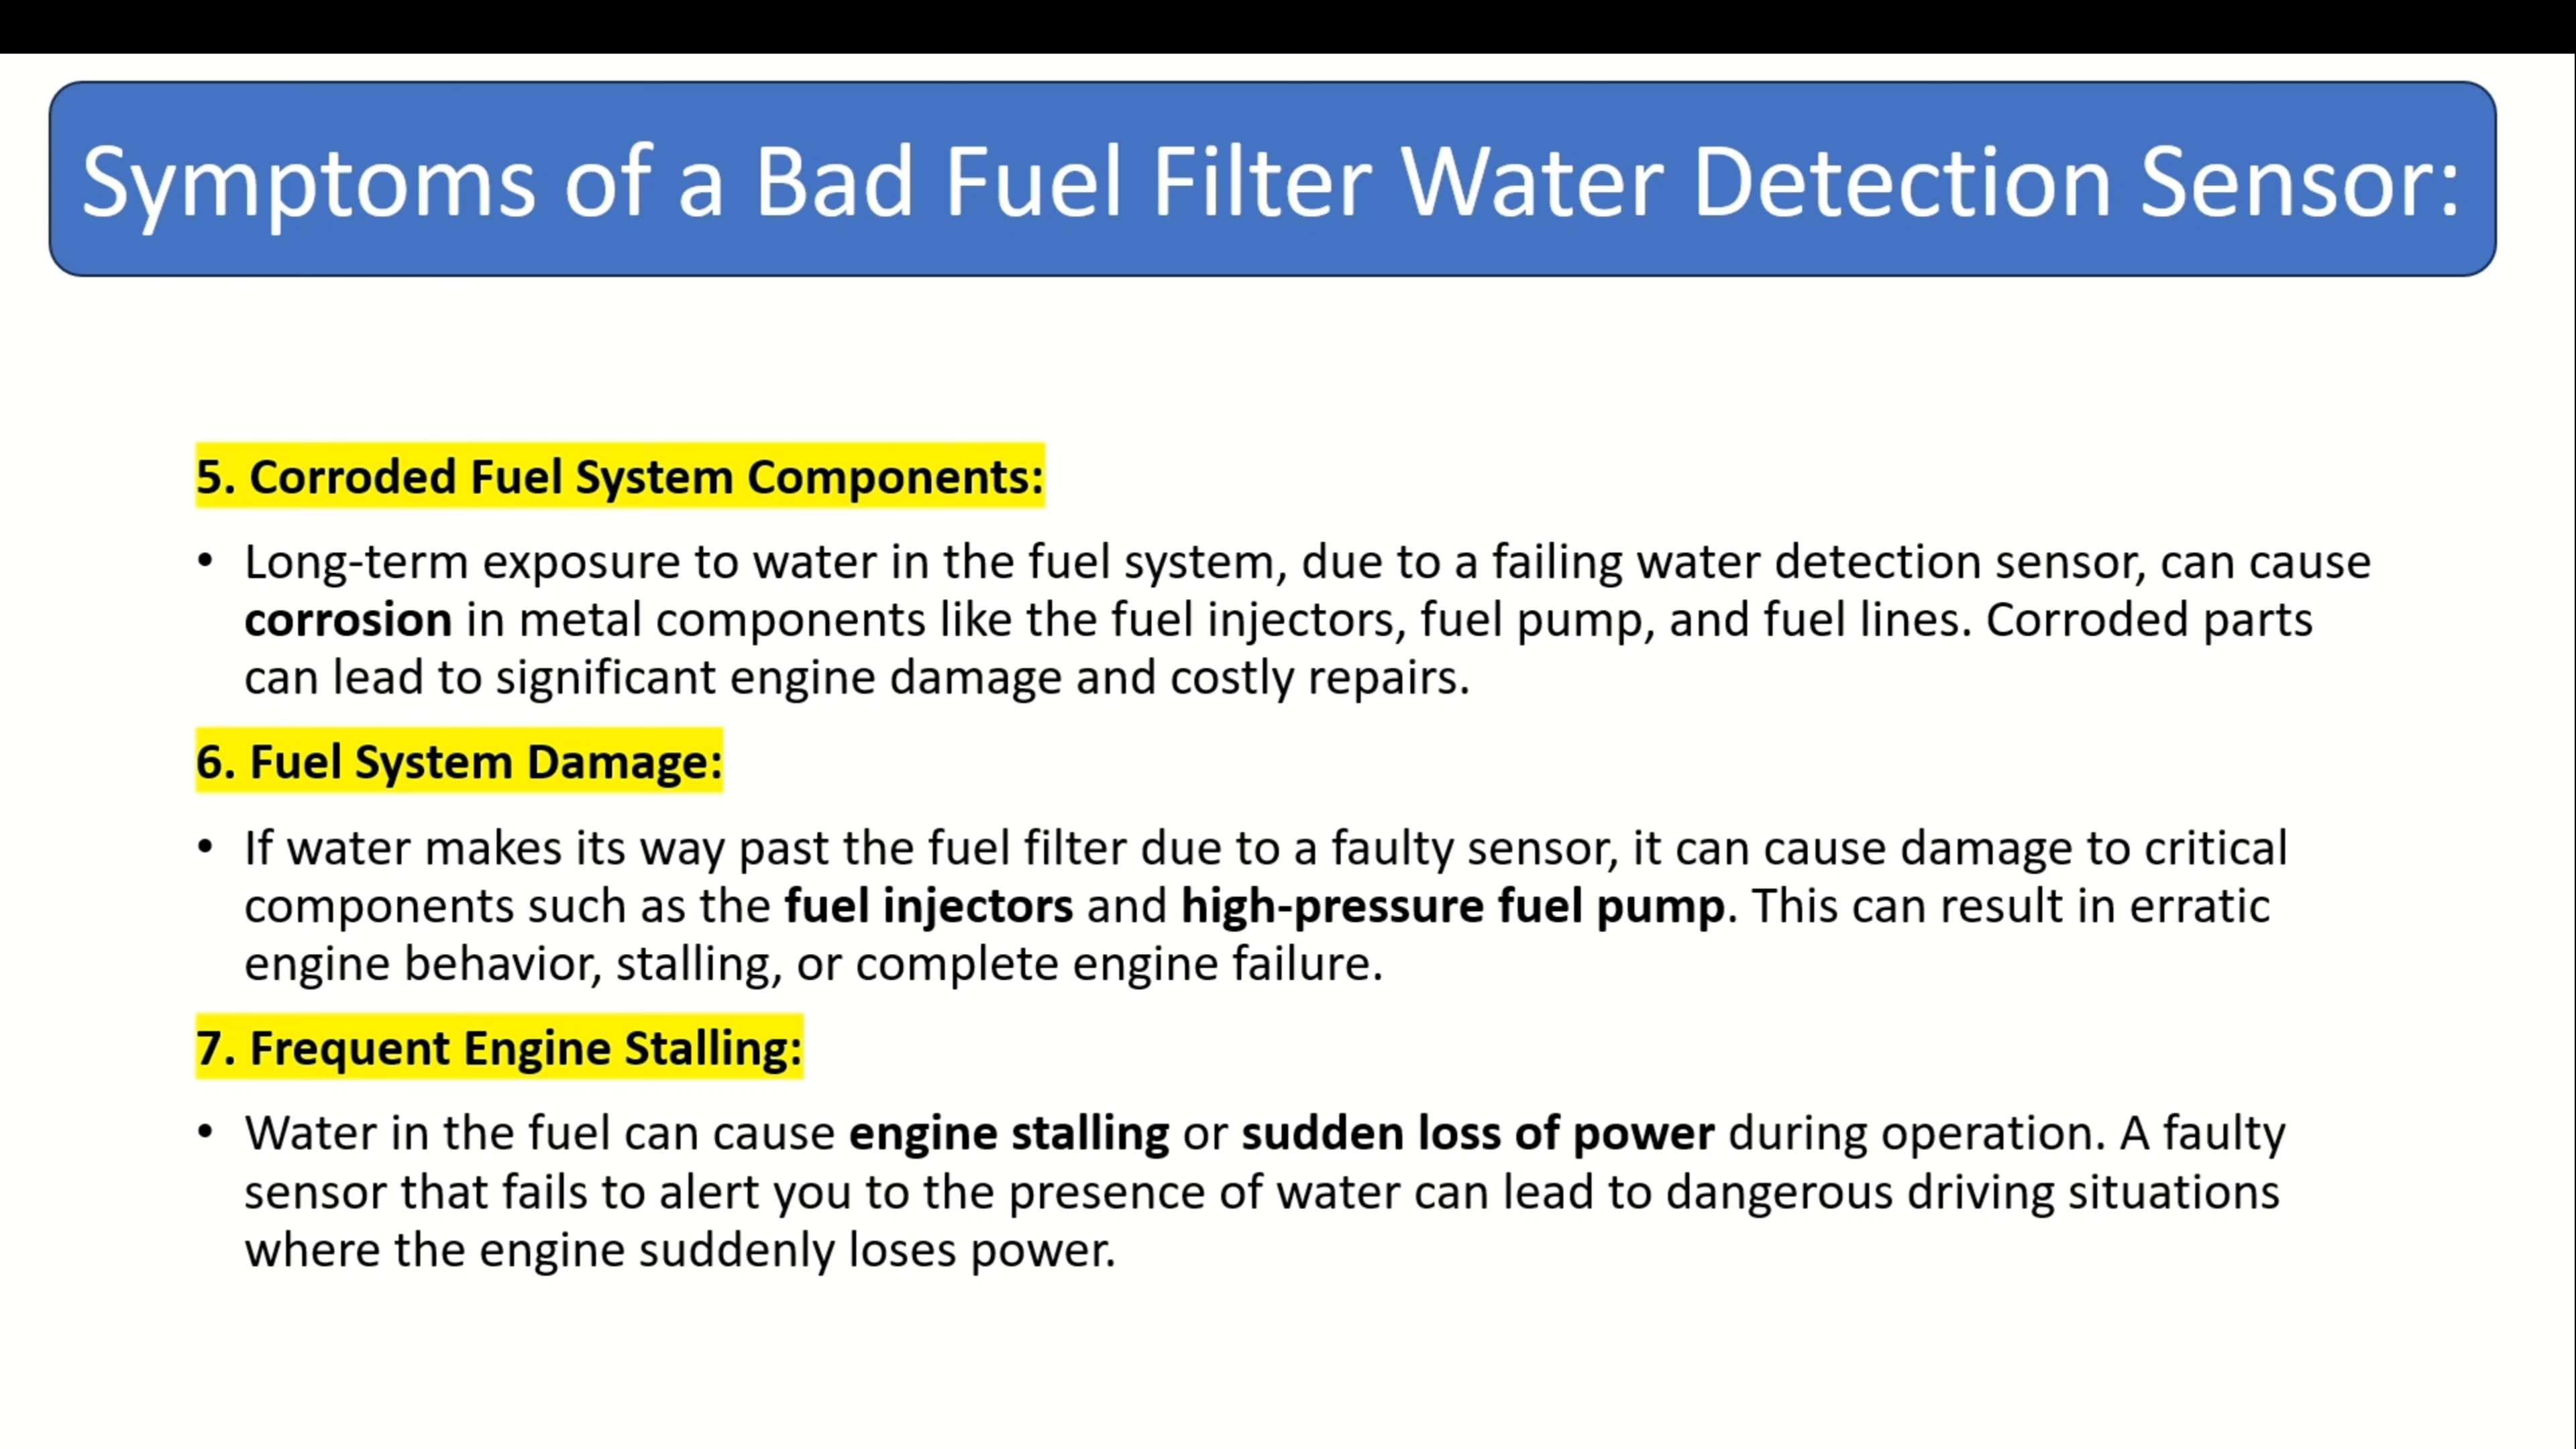 Symptoms of a Bad Fuel Filter Water Detection Sensor:
5. Corroded Fuel System Components:
• Long-term exposure to water in the fuel system, due to a failing water detection sensor, can cause
corrosion in metal components like the fuel injectors, fuel pump, and fuel lines. Corroded parts
can lead to significant engine damage and costly repairs.
6. Fuel System Damage:
• If water makes its way past the fuel filter due to a faulty sensor, it can cause damage to critical
components such as the fuel injectors and high-pressure fuel pump. This can result in erratic
engine behavior, stalling, or complete engine failure.
7. Frequent Engine Stalling:
• Water in the fuel can cause engine stalling or sudden loss of power during operation. A faulty
sensor that fails to alert you to the presence of water can lead to dangerous driving situations
where the engine suddenly loses power.